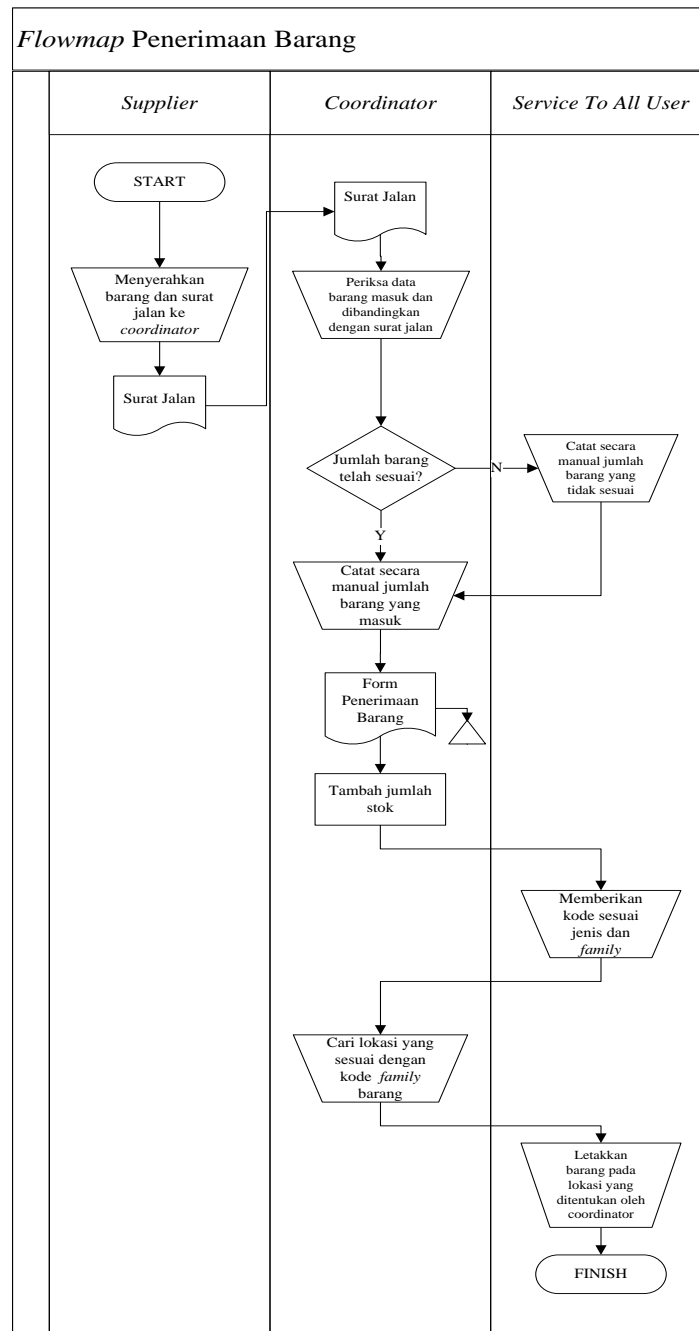 Flowmap Penerimaan Barang
Supplier
Coordinator
Service To All User
START
Menyerahkan
barang dan surat
jalan ke
coordinator
Surat Jalan
Surat Jalan
Periksa data
barang masuk dan
dibandingkan
dengan surat jalan
Jumlah barang
telah sesuai?
N
Catat secara
manual jumlah
barang yang
tidak sesuai
Y
Catat secara
manual jumlah
barang yang
masuk
Form
Penerimaan
Barang
Tambah jumlah
stok
Memberikan
kode sesuai
jenis dan
family
Cari lokasi yang
sesuai dengan
kode family
barang
Letakkan
barang pada
lokasi yang
ditentukan oleh
coordinator
FINISH